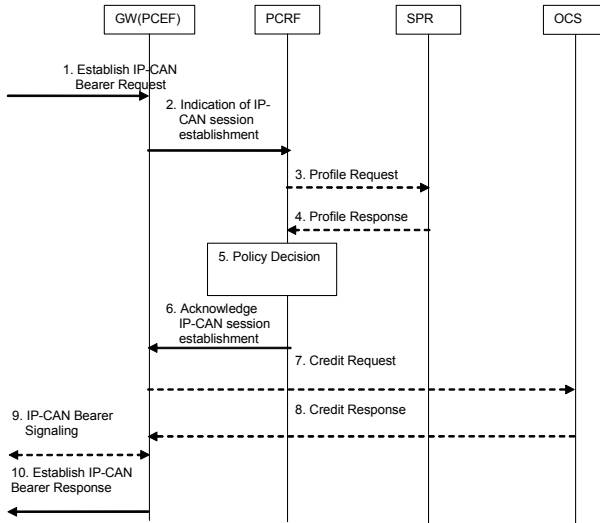 GW(PCEF)
PCRF
SPR
OCS
1. Establish IP-CAN
Bearer Request
2. Indication of IP-
CAN session
establishment
3. Profile Request
4. Profile Response
5. Policy Decision
6. Acknowledge
IP-CAN session
establishment
7. Credit Request
8. Credit Response
9. IP-CAN Bearer
Signaling
10. Establish IP-CAN
Bearer Response